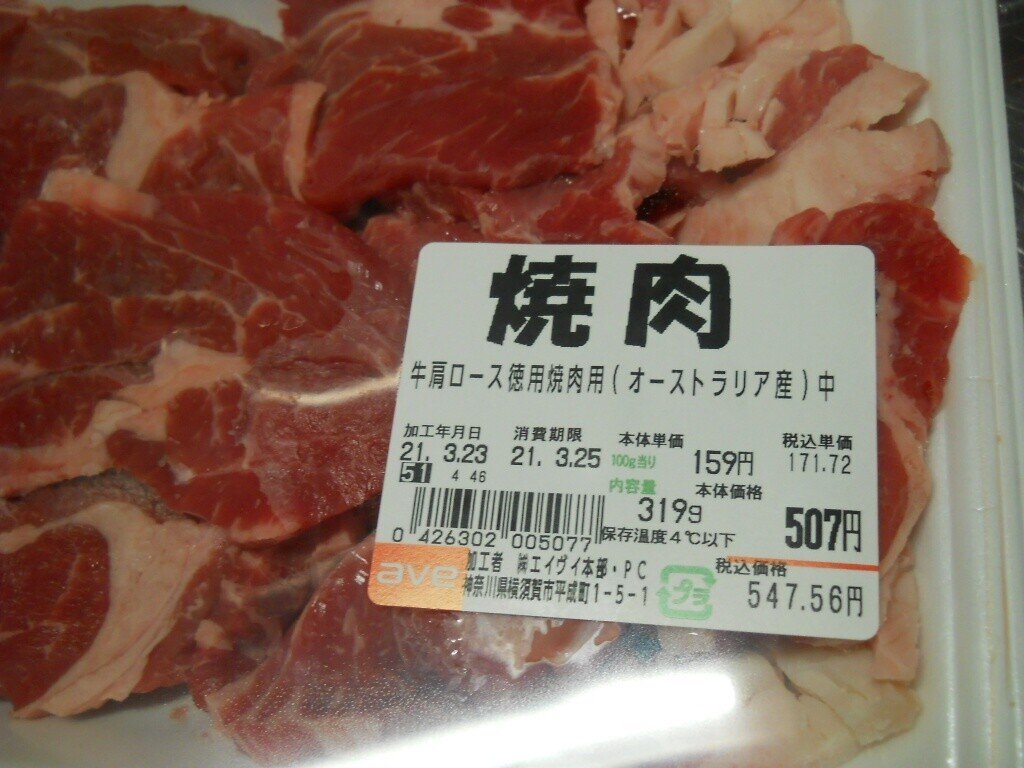 焼肉
牛肩ロース徳用焼肉用(オーストラリア産)中
加工年月日 消費期限 本体単価 税込単価
21. 3.23 21. 3.25 100g当り 159円 171.72
51 4 46 内容量 本体価格
319g 507円
0 426302 005077 保存温度4℃以下
ave 加工者 ㈱エイヴイ本部・PC 税込価格
神奈川県横須賀市平成町1-5-1 プラ 547.56円